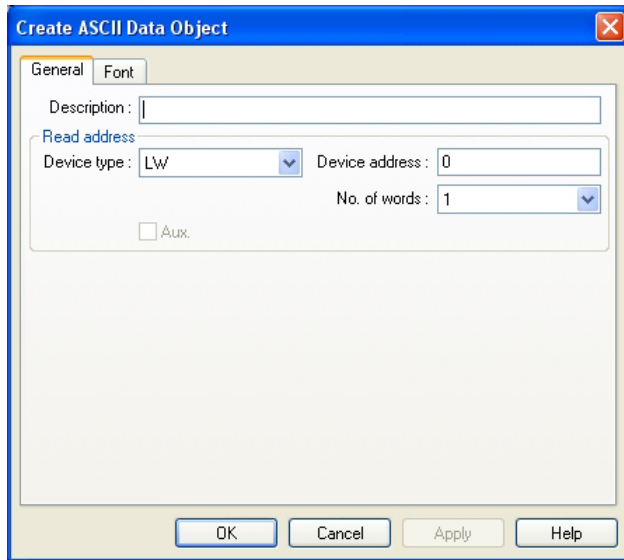 Create ASCII Data Object
General Font
Description :
Read address
Device type : LW Device address : 0
No. of words : 1
Aux.
OK Cancel Apply Help